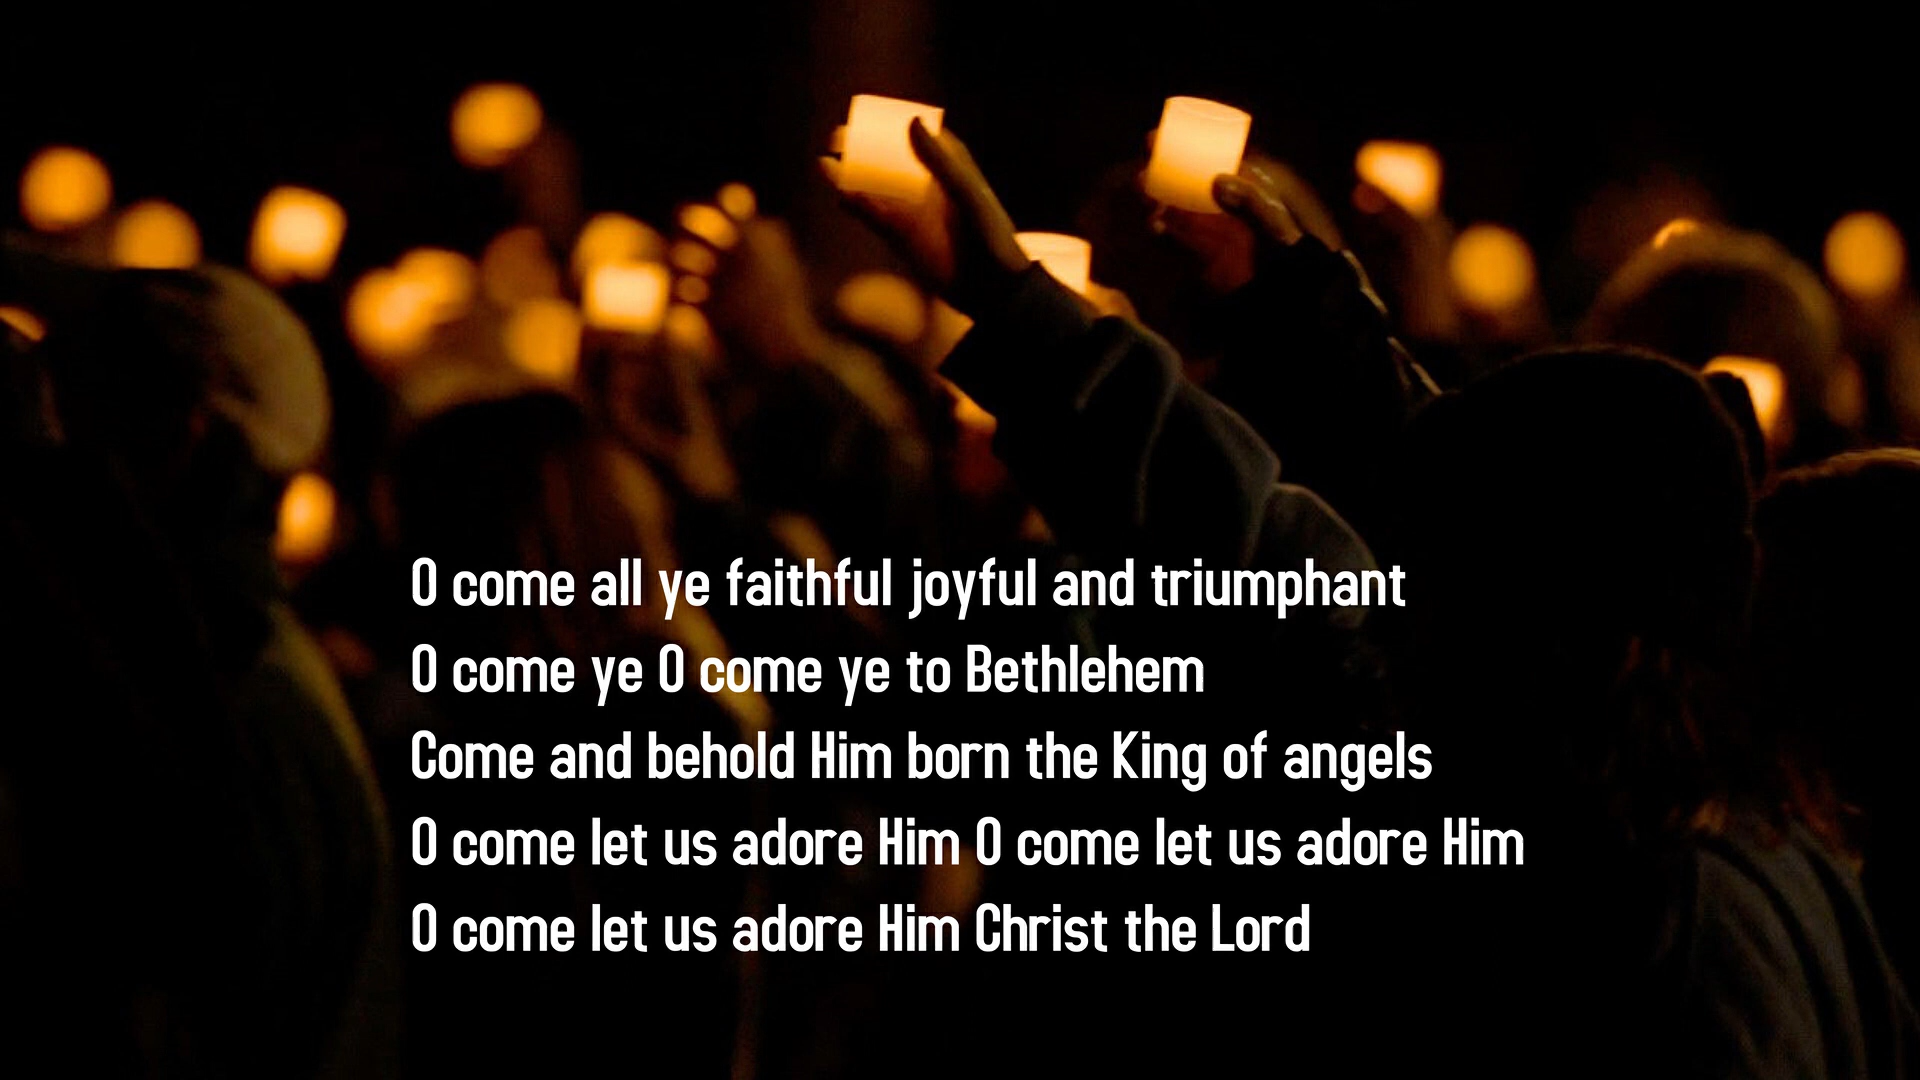 O come all ye faithful joyful and triumphant
O come ye O come ye to Bethlehem
Come and behold Him born the King of angels
O come let us adore Him O come let us adore Him
O come let us adore Him Christ the Lord